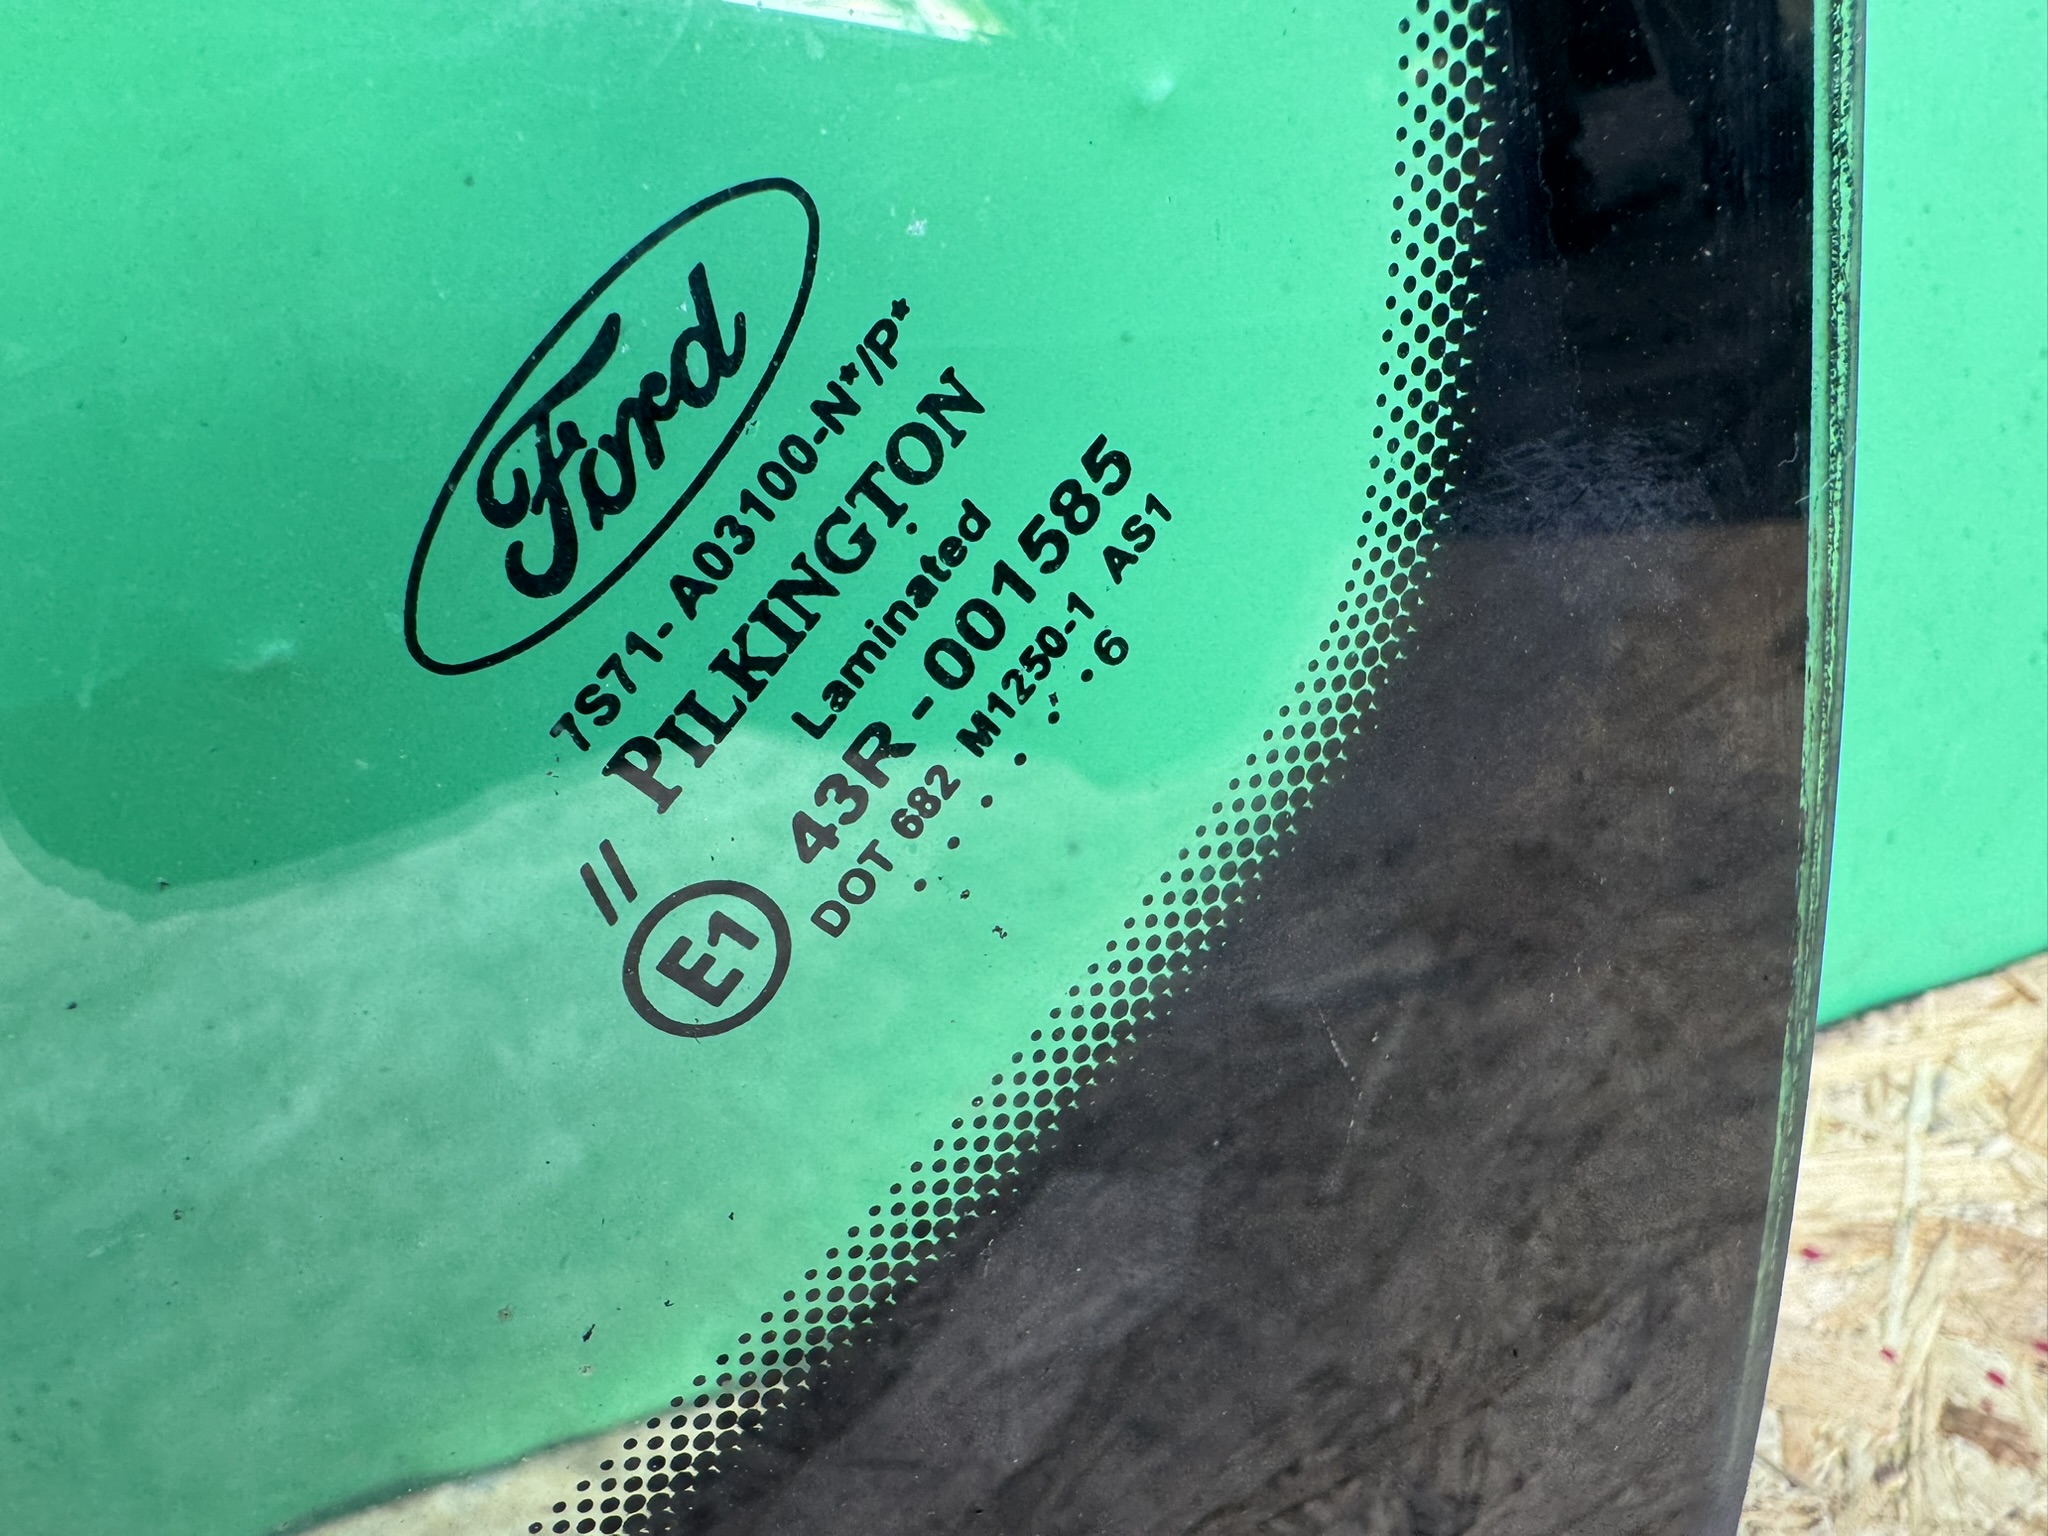 Ford
7S71- A03100-N*/P*
PILKINGTON
Laminated
//
E1
43R-001585
DOT 682 M1250-1 AS1
. . . . . .. .6